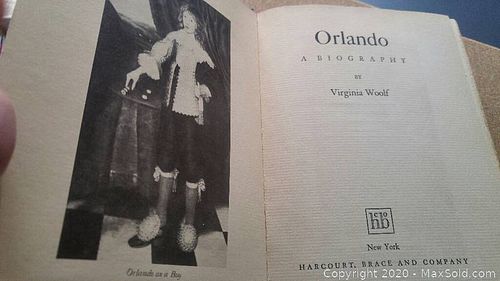 Orlando as a Boy
Orlando
A BIOGRAPHY
BY
Virginia Woolf
hb
New York
HARCOURT, BRACE AND COMPANY
Copyright © 2020 - MaxSold.com